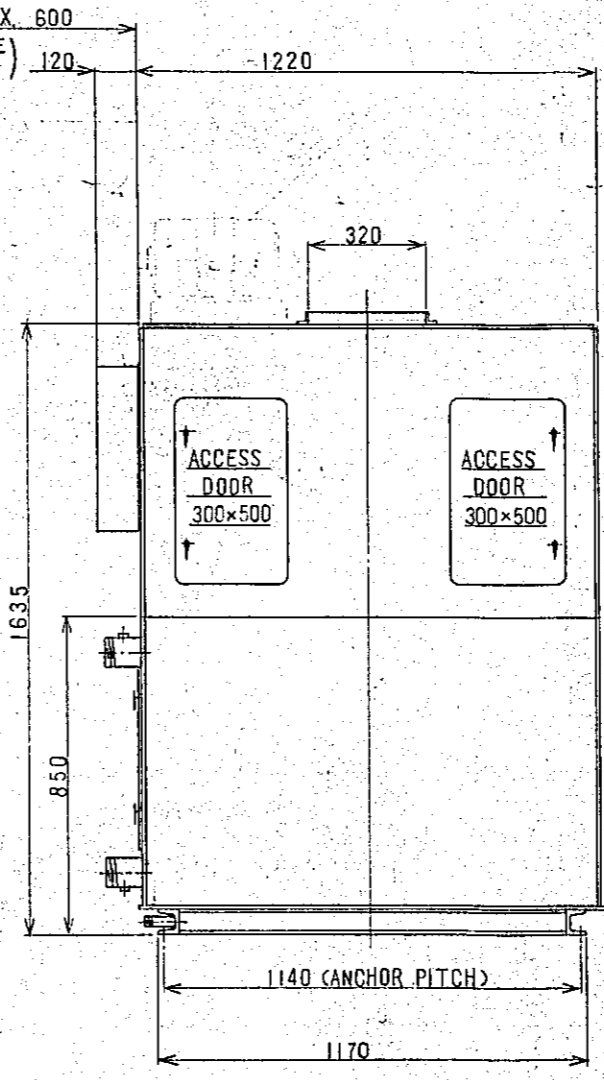 X. 600
120
1220
320
ACCESS
DOOR
300×500
ACCESS
DOOR
300×500
1635
850
1140 (ANCHOR PITCH)
1170